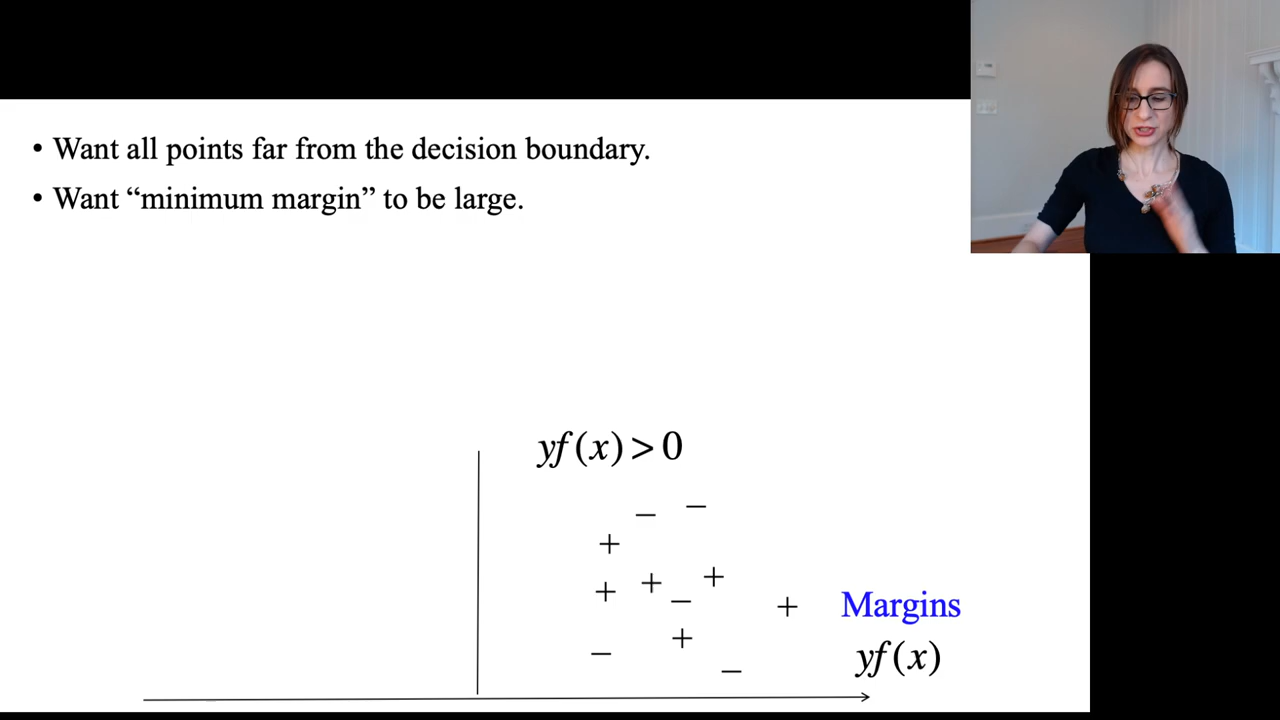 • Want all points far from the decision boundary.
• Want “minimum margin” to be large.
yf(x) > 0
− −
+
+ + − +
+ Margins
+
− yf(x)
−